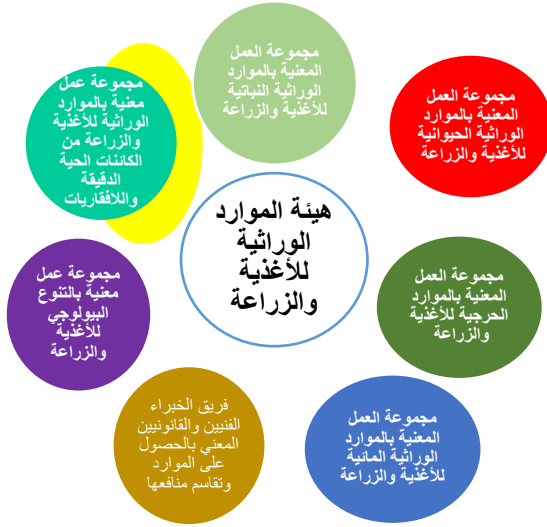 مجموعة العمل
المعنية بالموارد
الوراثية النباتية
للأغذية والزراعة
مجموعة العمل
المعنية بالموارد
الوراثية الحيوانية
للأغذية والزراعة
مجموعة عمل
معنية بالموارد
الوراثية للأغذية
والزراعة من
الكائنات الحية
الدقيقة
واللافقاريات
هيئة الموارد
الوراثية
للأغذية
والزراعة
مجموعة العمل
المعنية بالموارد
الحرجية للأغذية
والزراعة
مجموعة عمل
معنية بالتنوع
البيولوجي
للأغذية
والزراعة
فريق الخبراء
الفنيين والقانونيين
المعني بالحصول
على الموارد
وتقاسم منافعها
مجموعة العمل
المعنية بالموارد
الوراثية المائية
للأغذية والزراعة